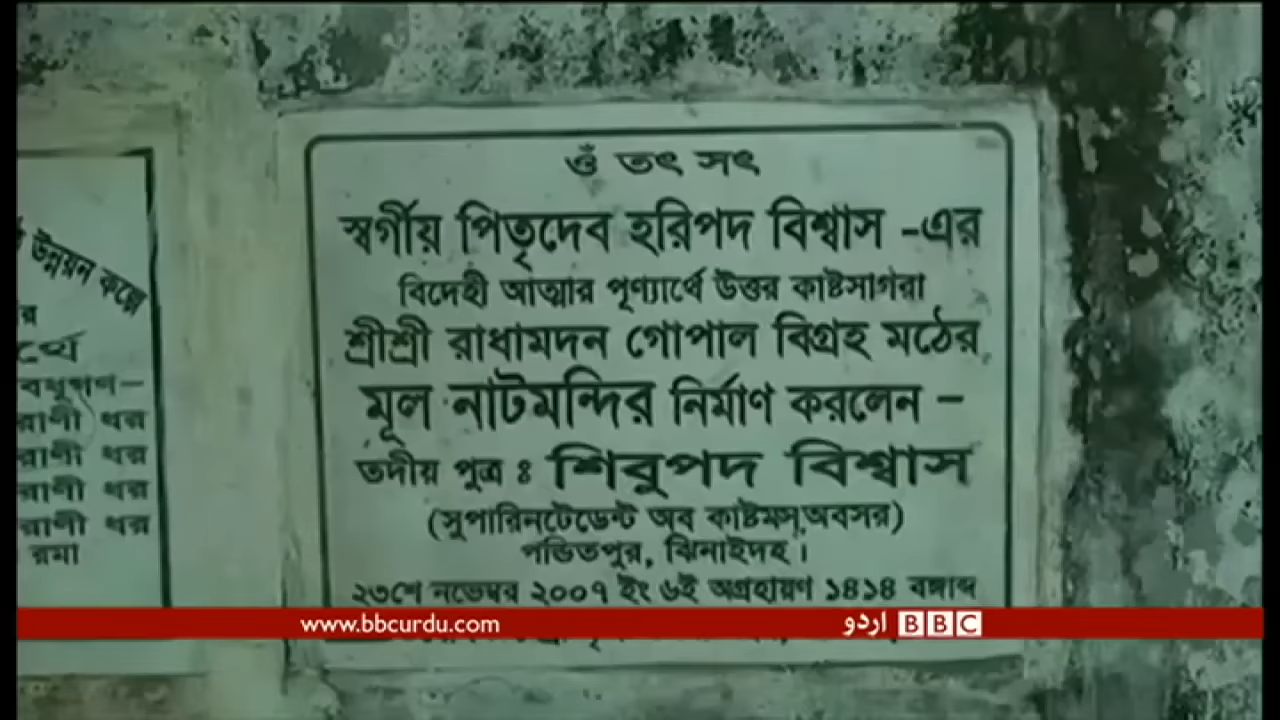 উন্নয়ন কল্পে
র
র্থে
বধুগণ–
রাণী ধর
রাণী ধর
রাণী ধর
রাণী ধর
রমা
ওঁ তৎ সৎ
স্বর্গীয় পিতৃদেব হরিপদ বিশ্বাস -এর
বিদেহী আত্মার পূণ্যার্থে উত্তর কাষ্টসাগরা
শ্রীশ্রী রাধামদন গোপাল বিগ্রহ মঠের
মূল নাটমন্দির নির্মাণ করলেন –
তদীয় পুত্র ঃ শিবুপদ বিশ্বাস
(সুপারিনটেডেন্ট অব কাষ্টমস্,অবসর)
পন্ডিতপুর, ঝিনাইদহ।
২৩শে নভেম্বর ২০০৭ ইং ৬ই অগ্রহায়ণ ১৪১৪ বঙ্গাব্দ
www.bbcurdu.com
اردو BBC